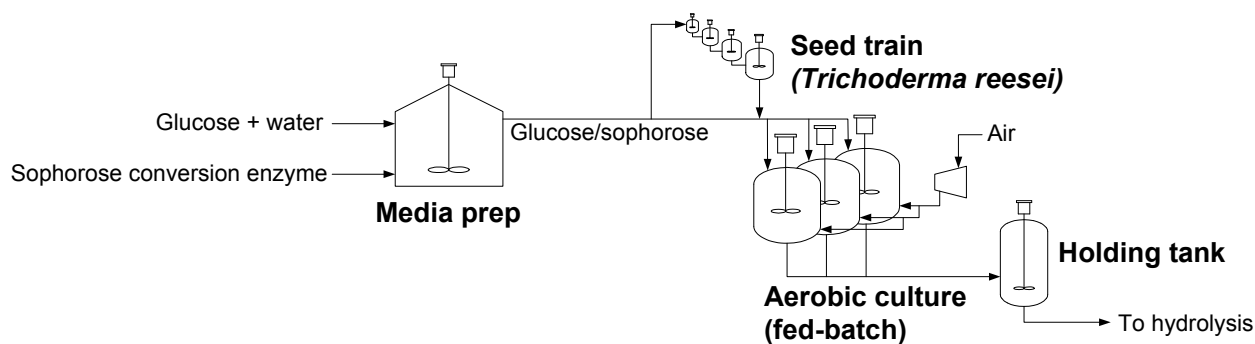 Seed train
(Trichoderma reesei)
Glucose + water
Glucose/sophorose
Air
Sophorose conversion enzyme
Media prep
Holding tank
Aerobic culture
(fed-batch)
To hydrolysis